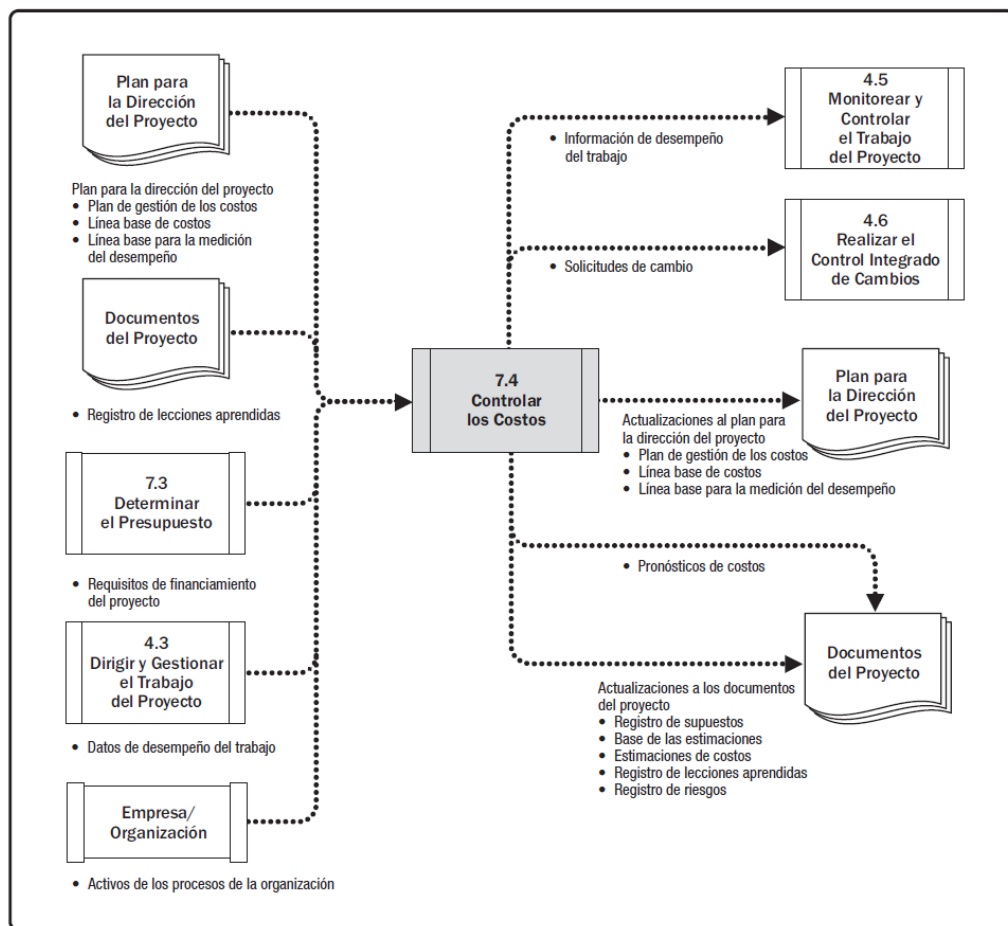 Plan para
la Dirección
del Proyecto
Plan para la dirección del proyecto
• Plan de gestión de los costos
• Línea base de costos
• Línea base para la medición
del desempeño
Documentos
del Proyecto
• Registro de lecciones aprendidas
7.3
Determinar
el Presupuesto
• Requisitos de financiamiento
del proyecto
4.3
Dirigir y Gestionar
el Trabajo
del Proyecto
• Datos de desempeño del trabajo
Empresa/
Organización
• Activos de los procesos de la organización
7.4
Controlar
los Costos
• Información de desempeño
del trabajo
4.5
Monitorear y
Controlar
el Trabajo
del Proyecto
• Solicitudes de cambio
4.6
Realizar el
Control Integrado
de Cambios
Actualizaciones al plan para
la dirección del proyecto
• Plan de gestión de los costos
• Línea base de costos
• Línea base para la medición del desempeño
Plan para
la Dirección
del Proyecto
• Pronósticos de costos
Actualizaciones a los documentos
del proyecto
• Registro de supuestos
• Base de las estimaciones
• Estimaciones de costos
• Registro de lecciones aprendidas
• Registro de riesgos
Documentos
del Proyecto